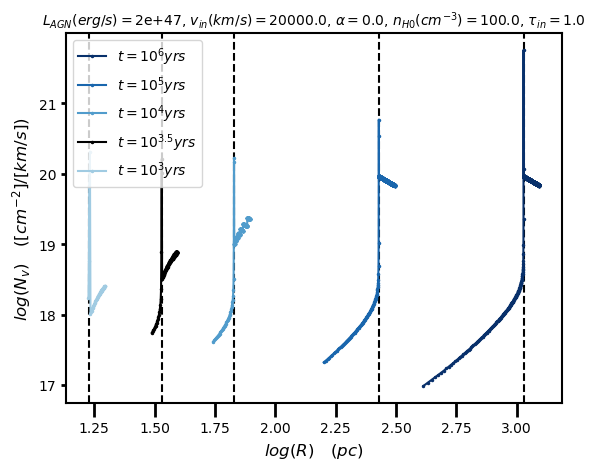 L_AGN(erg/s) = 2e+47, v_in(km/s) = 20000.0, α = 0.0, n_H0(cm^−3) = 100.0, τ_in = 1.0
t = 10^6 yrs
t = 10^5 yrs
t = 10^4 yrs
t = 10^3.5 yrs
t = 10^3 yrs
log(N_v) ([cm^−2]/[km/s])
21
20
19
18
17
1.25 1.50 1.75 2.00 2.25 2.50 2.75 3.00
log(R) (pc)